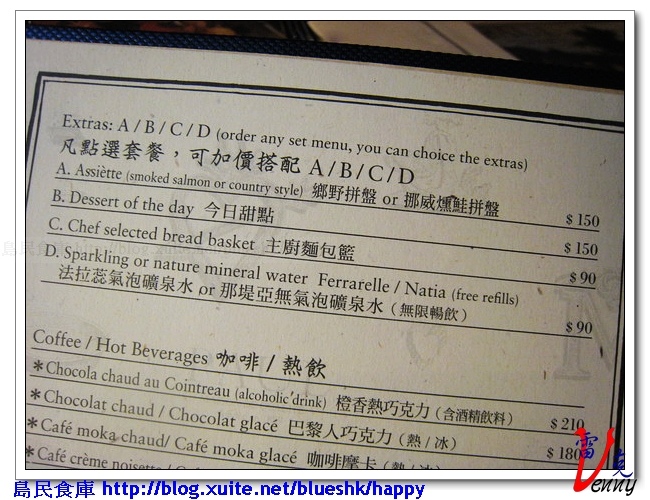 Extras: A / B / C / D (order any set menu, you can choice the extras)
凡點選套餐，可加價搭配 A / B / C / D
A. Assiètte (smoked salmon or country style) 鄉野拼盤 or 挪威燻鮭拼盤 $ 150
B. Dessert of the day 今日甜點 $ 150
C. Chef selected bread basket 主廚麵包籃 $ 90
D. Sparkling or nature mineral water Ferrarelle / Natia (free refills)
法拉蕊氣泡礦泉水 or 那堤亞無氣泡礦泉水（無限暢飲） $ 90
Coffee / Hot Beverages 咖啡 / 熱飲
*Chocola chaud au Cointreau (alcoholic drink) 橙香熱巧克力（含酒精飲料） $ 210
*Chocolat chaud / Chocolat glacé 巴黎人巧克力（熱 / 冰） $ 180
*Café moka chaud/ Café moka glacé 咖啡摩卡（熱 / 冰）
*Café crème noisette / Café
島民食庫 http://blog.xuite.net/blueshk/happy
雷
Venny